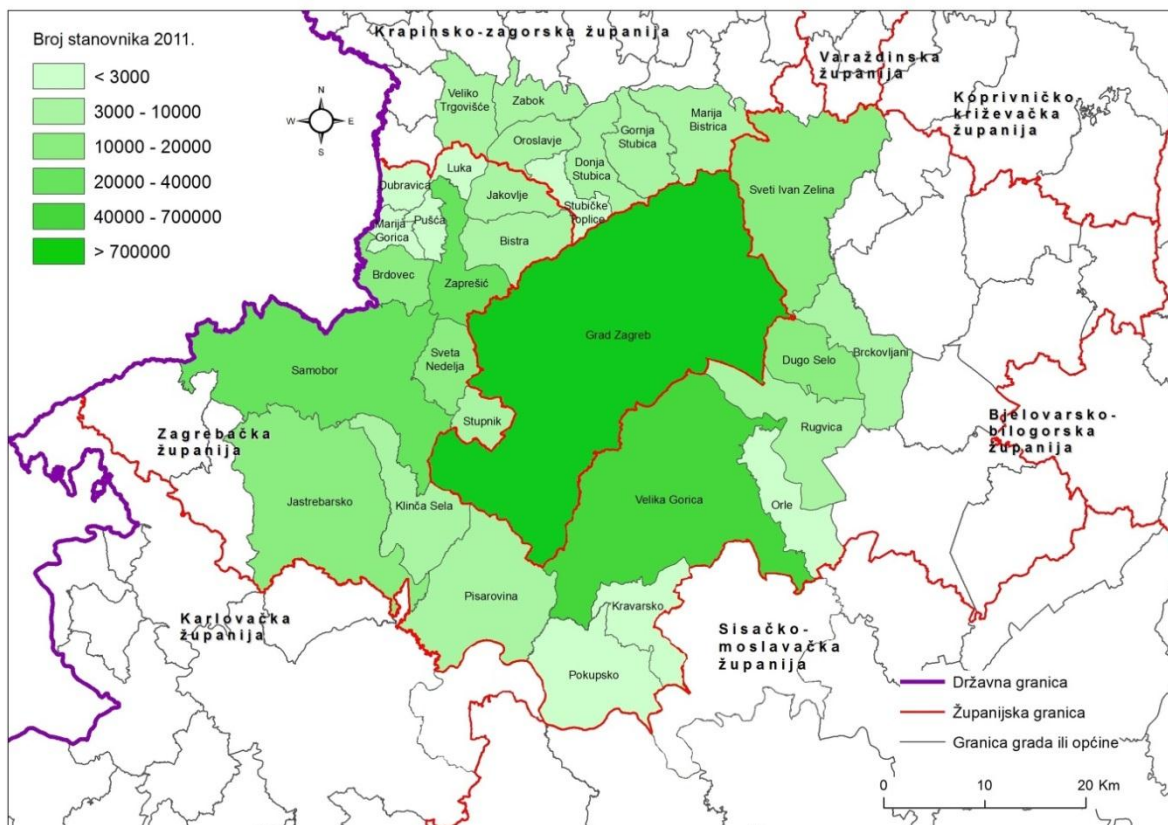 Broj stanovnika 2011.
< 3000
3000 - 10000
10000 - 20000
20000 - 40000
40000 - 700000
> 700000
N
W
E
S
Krapinsko-zagorska županija
Varaždinska
županija
Koprivničko
križevačka
županija
Veliko
Trgovišće
Zabok
Oroslavje
Donja
Stubica
Gornja
Stubica
Marija
Bistrica
Luka
Dubravica
Jakovlje
Stubičke
Toplice
Sveti Ivan Zelina
Marija
Gorica
Pušća
Bistra
Brdovec
Zaprešić
Grad Zagreb
Samobor
Sveta
Nedelja
Dugo Selo
Brckovljani
Stupnik
Rugvica
Zagrebačka
županija
Bjelovarsko-
bilogorska
županija
Jastrebarsko
Klinča Sela
Velika Gorica
Orle
Pisarovina
Kravarsko
Karlovačka
županija
Sisačko-
moslavačka
županija
Pokupsko
Državna granica
Županijska granica
Granica grada ili općine
0
10
20 Km